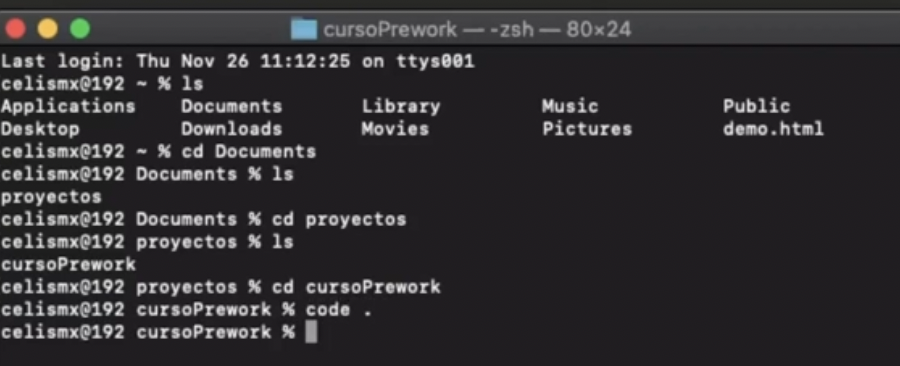 cursoPrework — -zsh — 80×24
Last login: Thu Nov 26 11:12:25 on ttys001
celismx@192 ~ % ls
Applications Documents Library Music Public
Desktop Downloads Movies Pictures demo.html
celismx@192 ~ % cd Documents
celismx@192 Documents % ls
proyectos
celismx@192 Documents % cd proyectos
celismx@192 proyectos % ls
cursoPrework
celismx@192 proyectos % cd cursoPrework
celismx@192 cursoPrework % code .
celismx@192 cursoPrework %